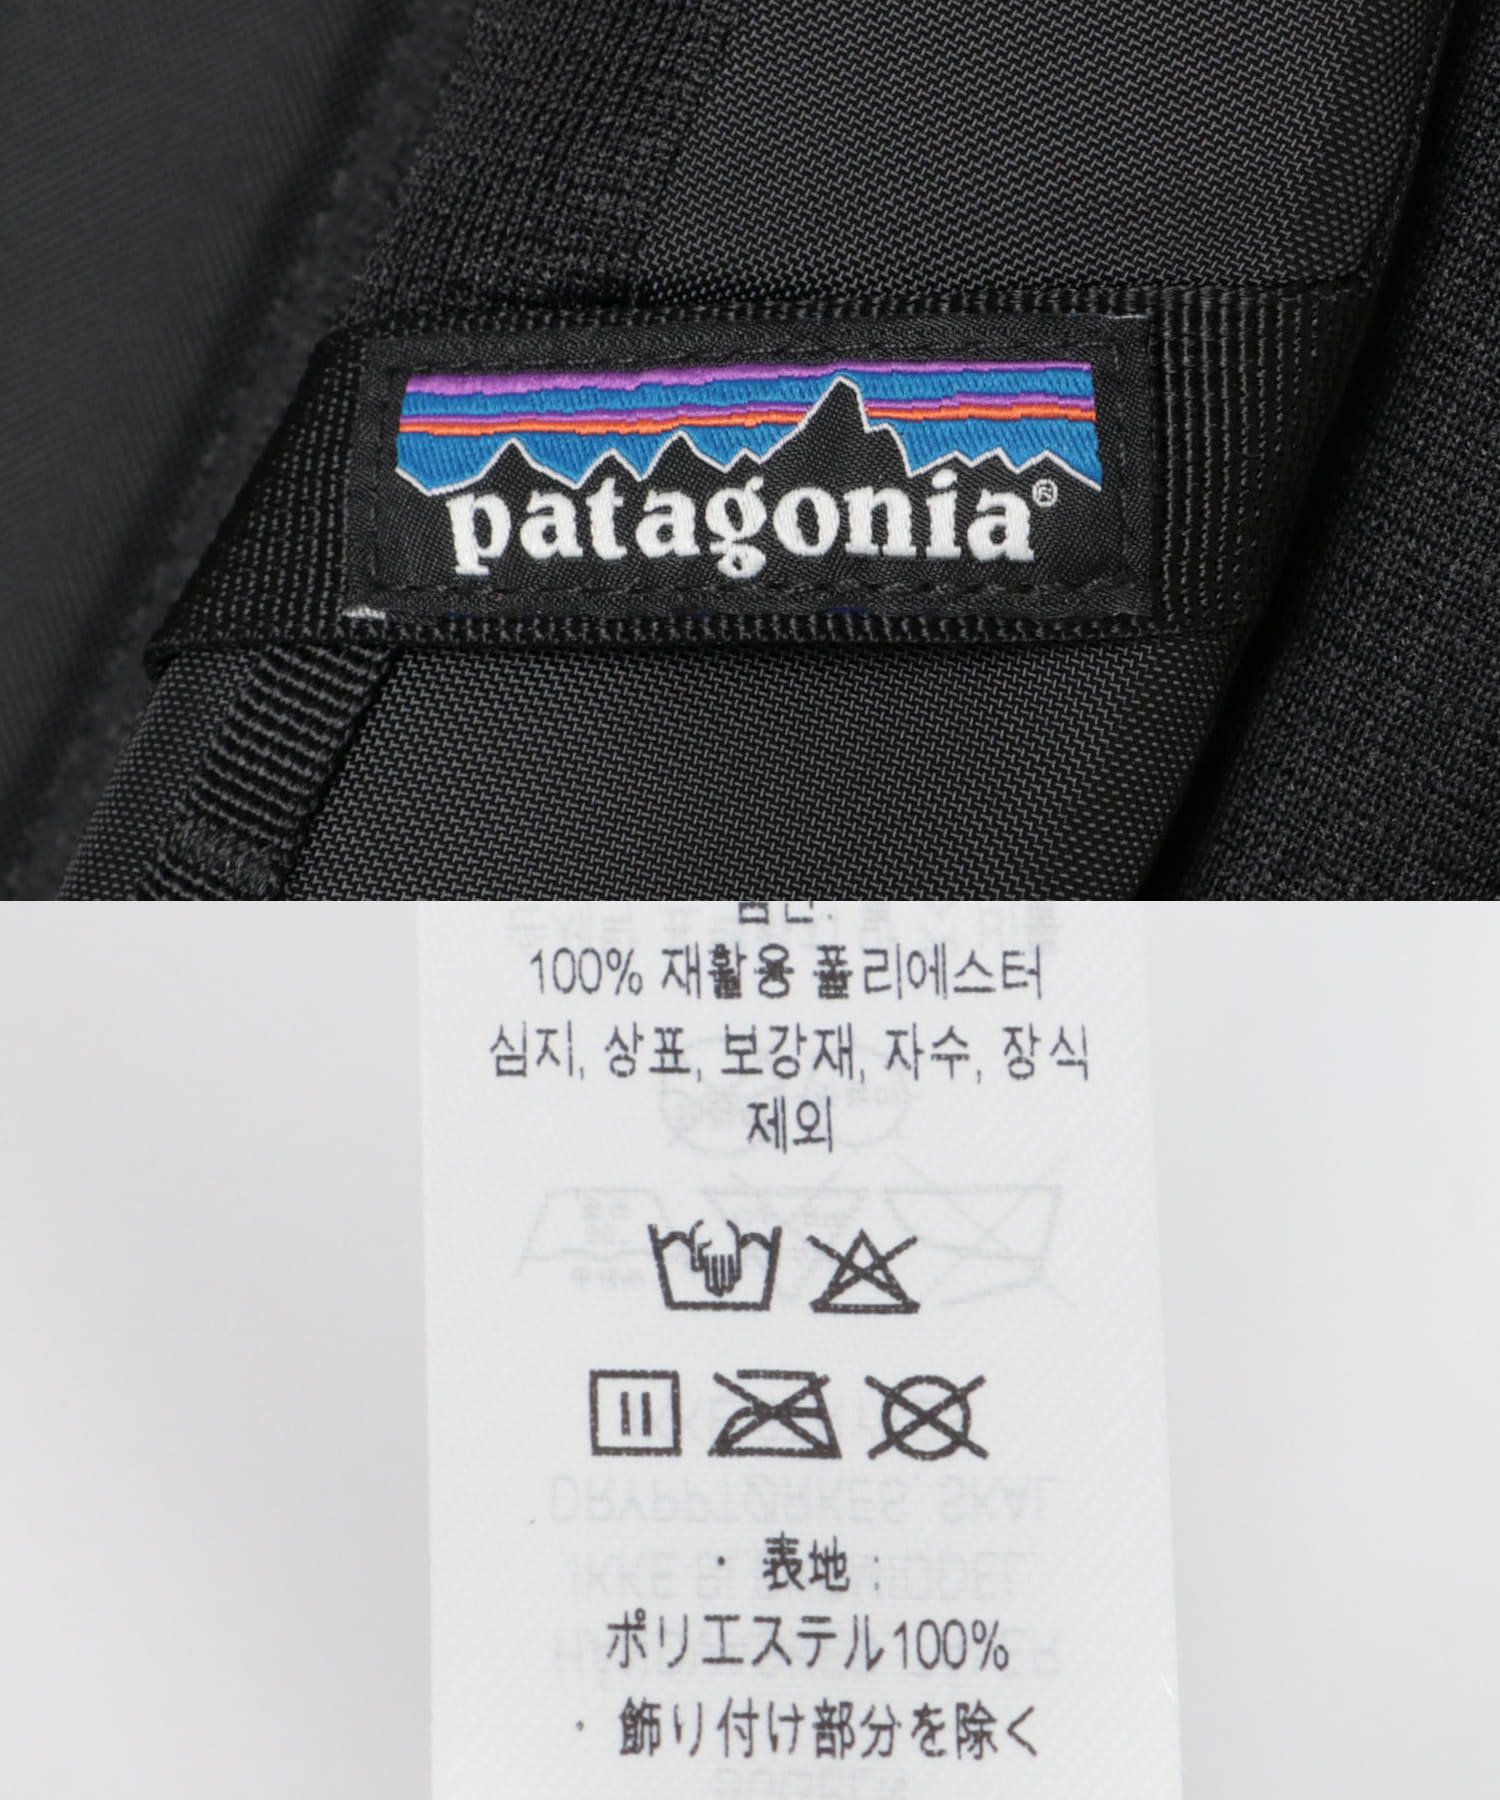 patagonia®
100% 재활용 폴리에스터
심지, 상표, 보강재, 자수, 장식
제외
・表地:
ポリエステル100%
・飾り付け部分を除く